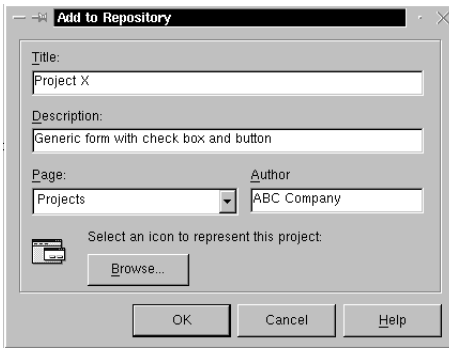 Add to Repository
Title:
Project X
Description:
Generic form with check box and button
Page:
Author
Projects
ABC Company
Select an icon to represent this project:
Browse...
OK
Cancel
Help